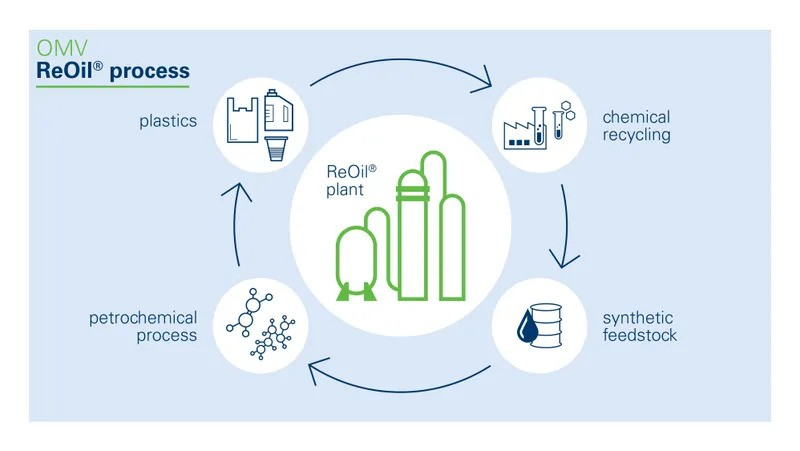 OMV
ReOil® process
plastics
chemical
recycling
ReOil®
plant
petrochemical
process
synthetic
feedstock